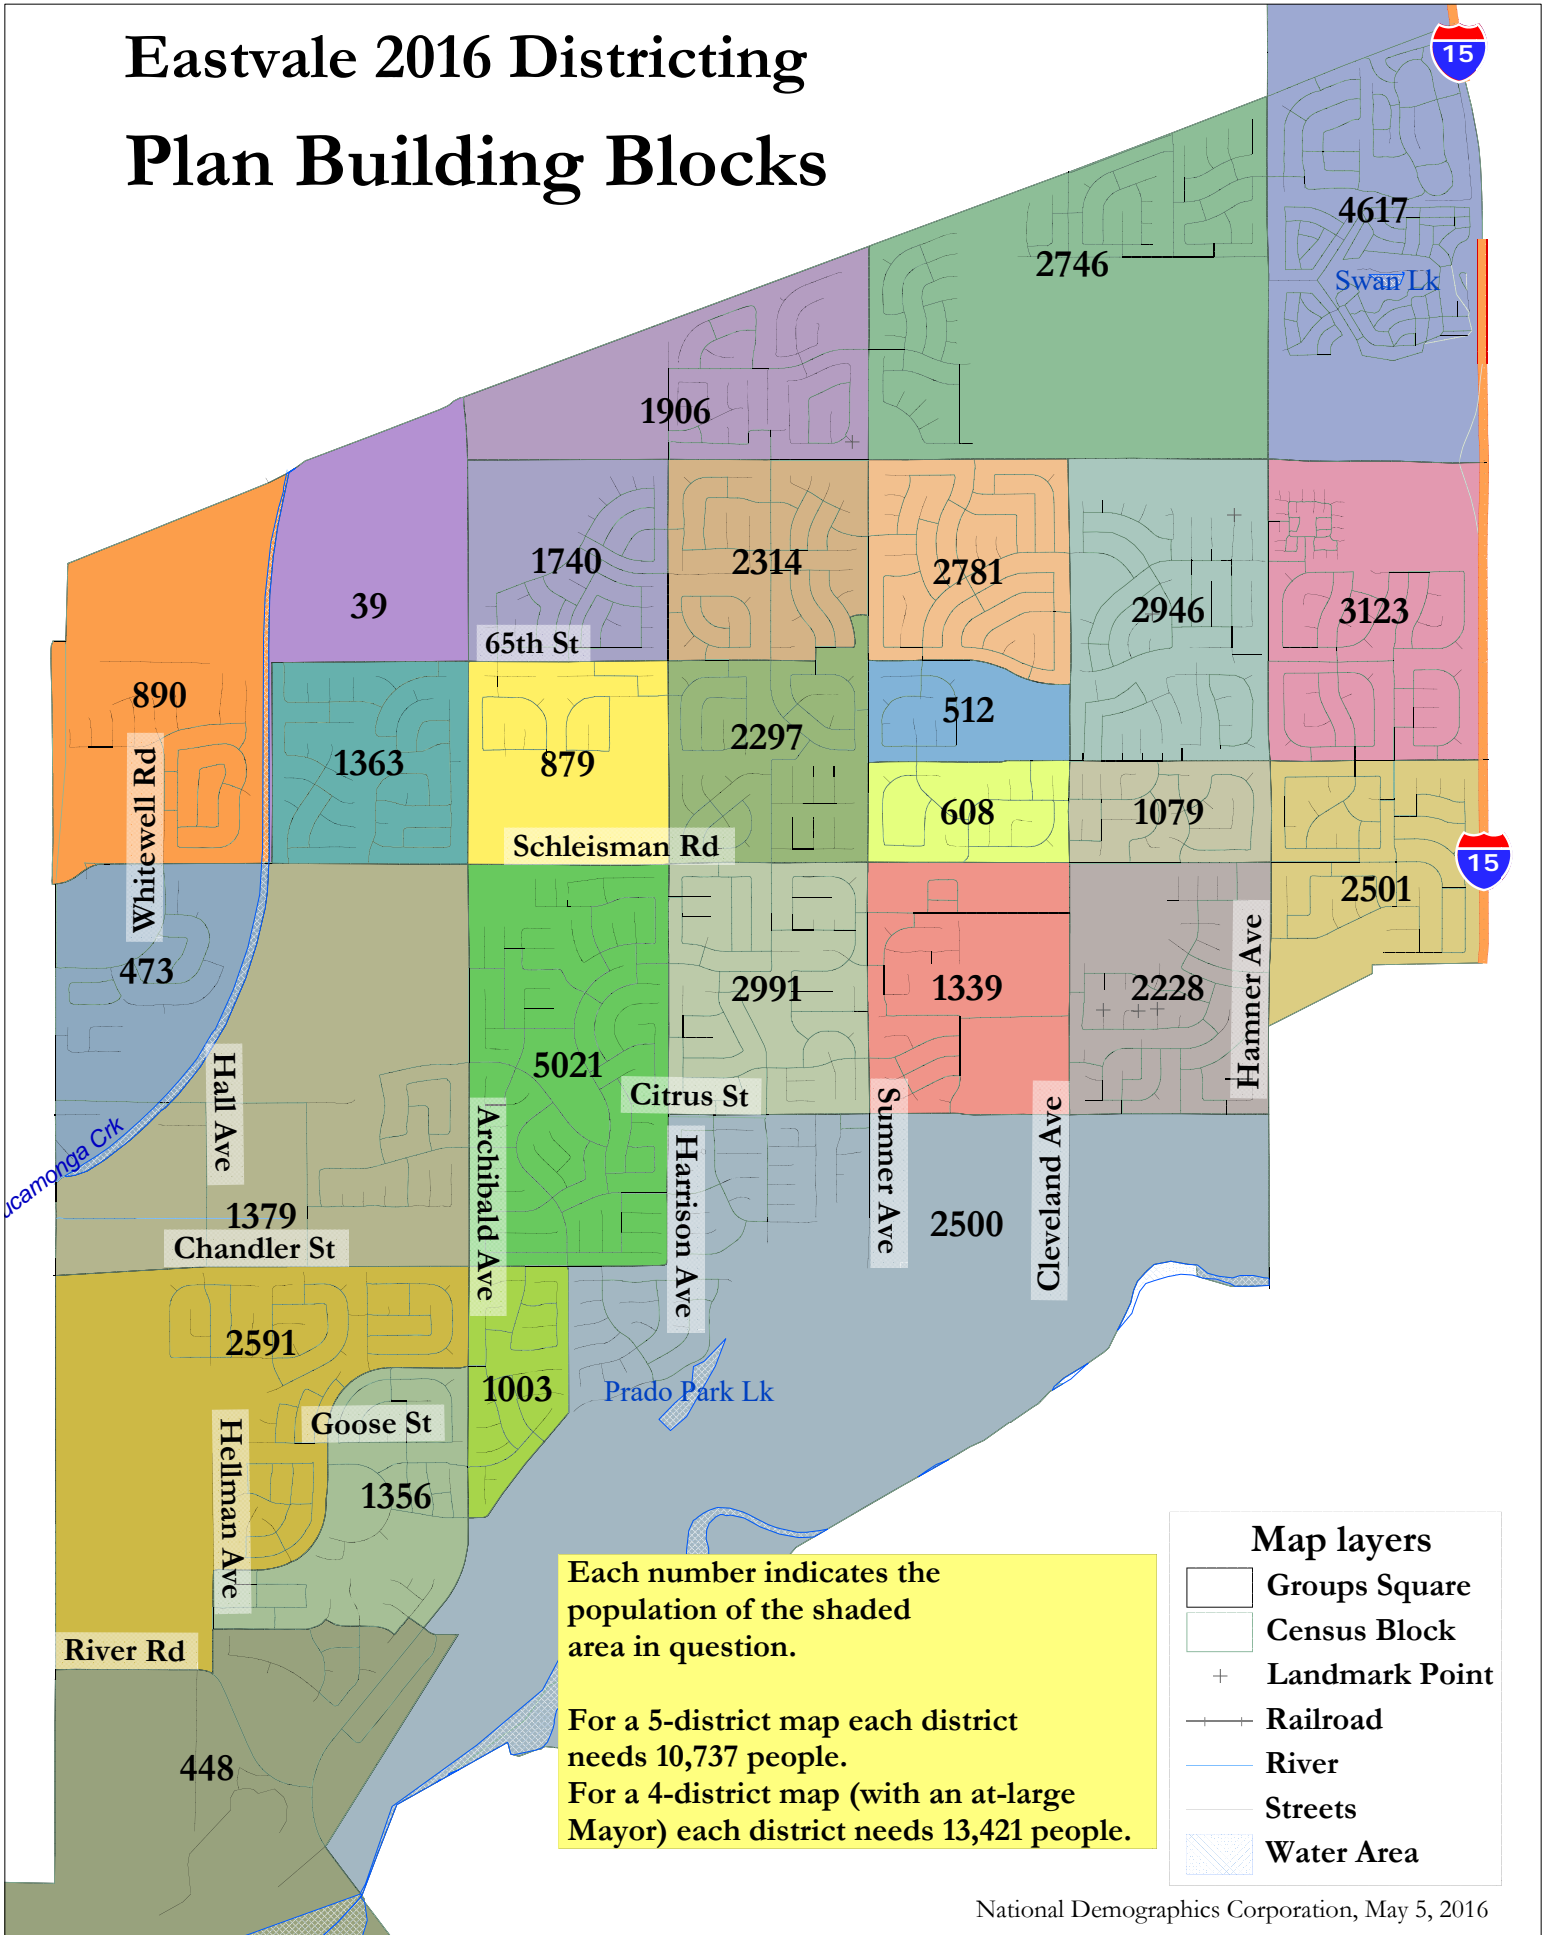 Eastvale 2016 Districting
Plan Building Blocks
15
4617
2746
Swan Lk
1906
1740
2314
2781
39
2946
3123
65th St
890
512
2297
1363
879
Whitewell Rd
608
1079
Schleisman Rd
15
2501
473
2991
1339
2228
Hamner Ave
5021
Hall Ave
Citrus St
Archibald Ave
Harrison Ave
Sumner Ave
Cleveland Ave
ucamonga Crk
1379
2500
Chandler St
2591
1003
Prado Park Lk
Goose St
Hellman Ave
1356
River Rd
448
Each number indicates the
population of the shaded
area in question.
For a 5-district map each district
needs 10,737 people.
For a 4-district map (with an at-large
Mayor) each district needs 13,421 people.
Map layers
Groups Square
Census Block
Landmark Point
Railroad
River
Streets
Water Area
National Demographics Corporation, May 5, 2016